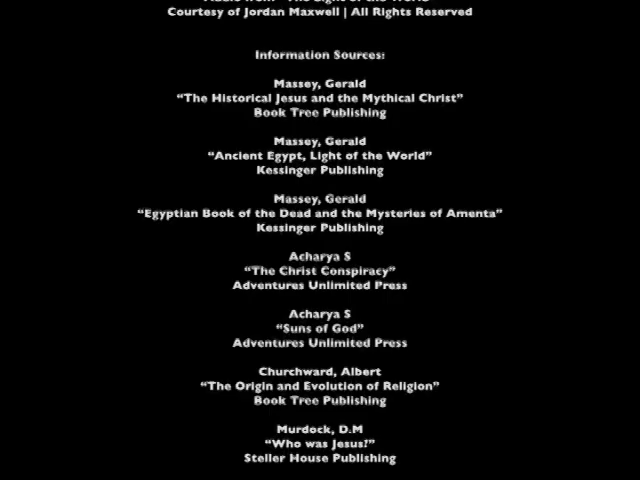 Courtesy of Jordan Maxwell | All Rights Reserved
Information Sources:
Massey, Gerald
“The Historical Jesus and the Mythical Christ”
Book Tree Publishing
Massey, Gerald
“Ancient Egypt, Light of the World”
Kessinger Publishing
Massey, Gerald
“Egyptian Book of the Dead and the Mysteries of Amenta”
Kessinger Publishing
Acharya S
“The Christ Conspiracy”
Adventures Unlimited Press
Acharya S
“Suns of God”
Adventures Unlimited Press
Churchward, Albert
“The Origin and Evolution of Religion”
Book Tree Publishing
Murdock, D.M
“Who was Jesus?”
Steller House Publishing